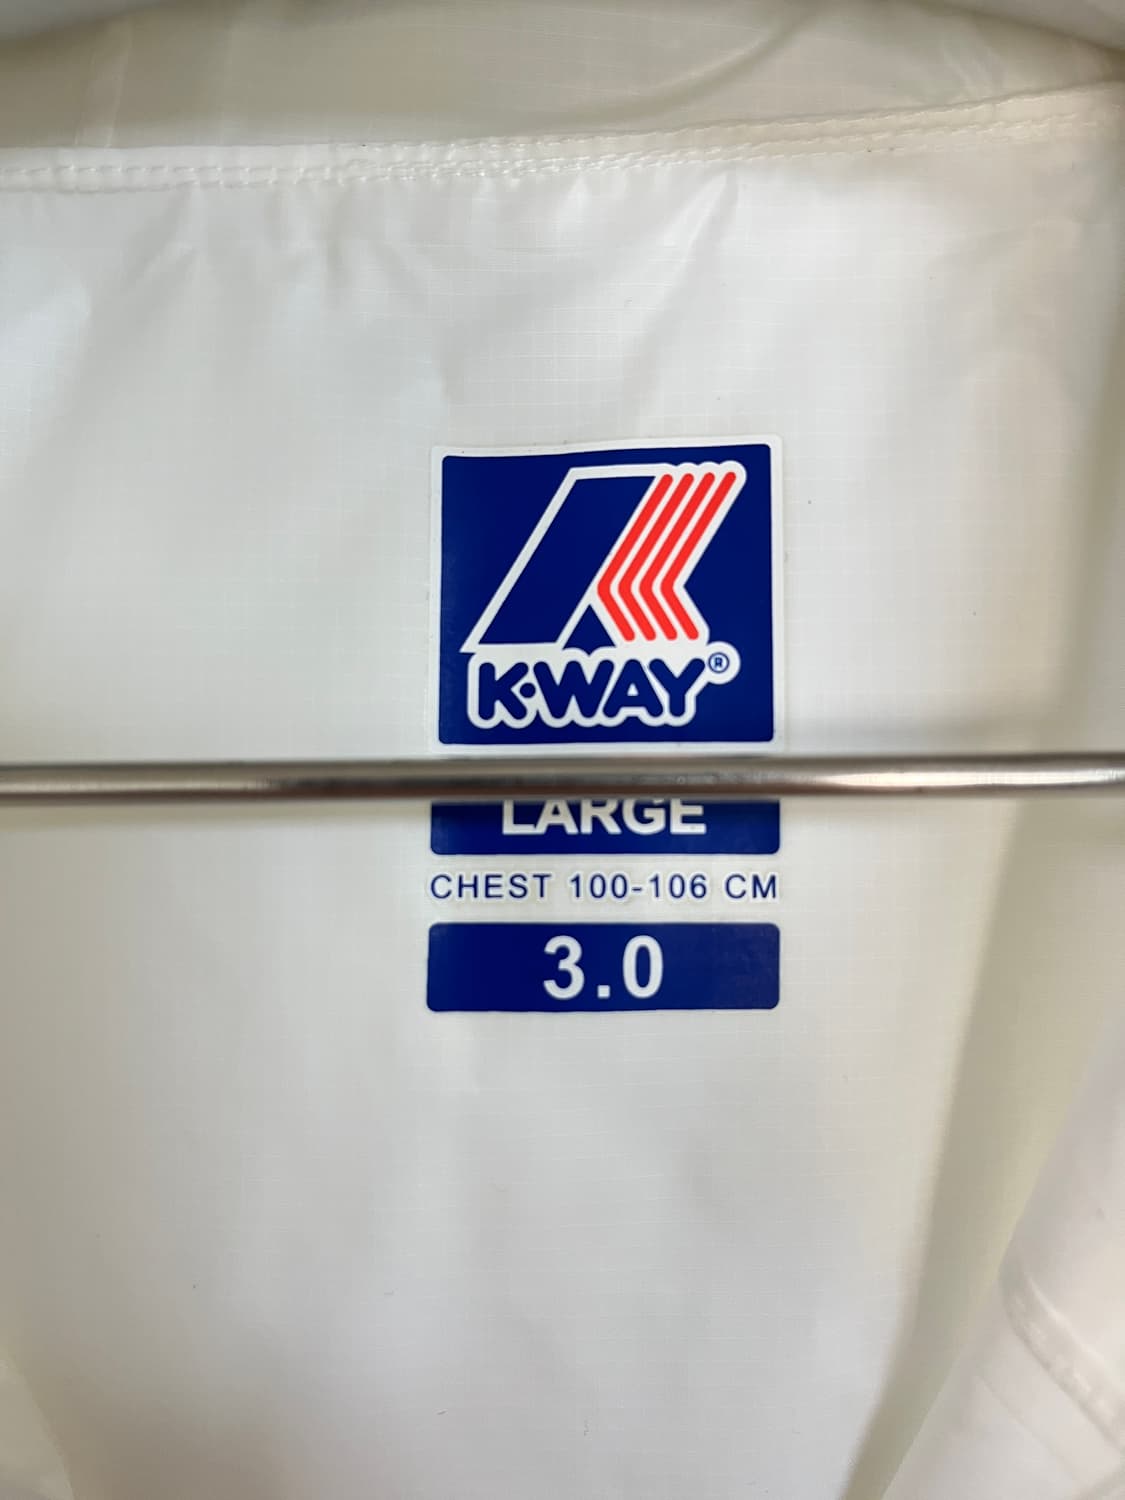 K·WAY®
LARGE
CHEST 100-106 CM
3.0